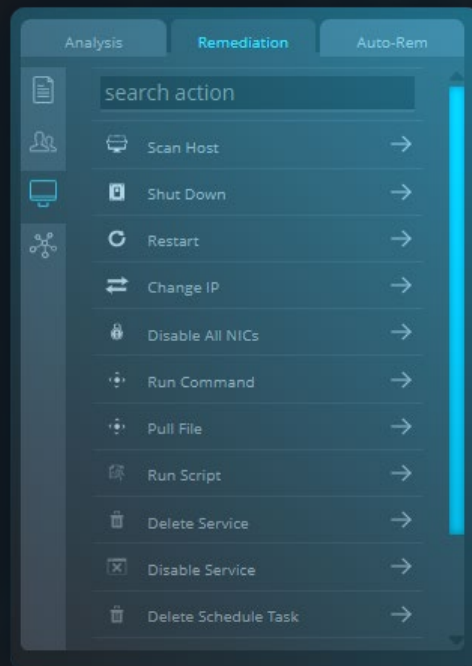 Analysis
Remediation
Auto-Rem
search action
Scan Host
Shut Down
Restart
Change IP
Disable All NICs
Run Command
Pull File
Run Script
Delete Service
Disable Service
Delete Schedule Task